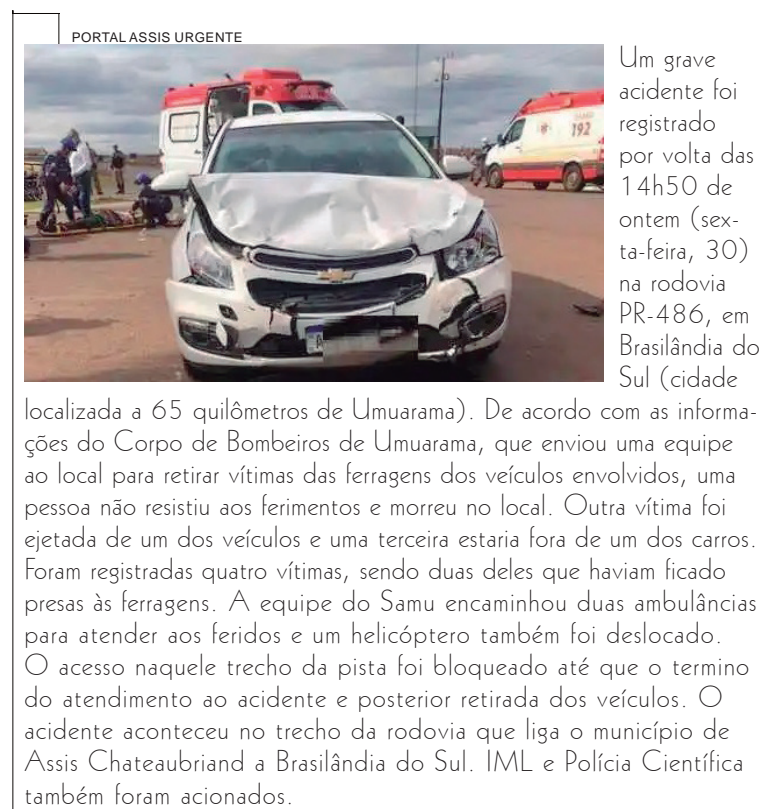 PORTAL ASSIS URGENTE
192
Um grave
acidente foi
registrado
por volta das
14h50 de
ontem (sex-
ta-feira, 30)
na rodovia
PR-486, em
Brasilândia do
Sul (cidade
localizada a 65 quilômetros de Umuarama). De acordo com as informa-
ções do Corpo de Bombeiros de Umuarama, que enviou uma equipe
ao local para retirar vítimas das ferragens dos veículos envolvidos, uma
pessoa não resistiu aos ferimentos e morreu no local. Outra vítima foi
ejetada de um dos veículos e uma terceira estaria fora de um dos carros.
Foram registradas quatro vítimas, sendo duas deles que haviam ficado
presas às ferragens. A equipe do Samu encaminhou duas ambulâncias
para atender aos feridos e um helicóptero também foi deslocado.
O acesso naquele trecho da pista foi bloqueado até que o termino
do atendimento ao acidente e posterior retirada dos veículos. O
acidente aconteceu no trecho da rodovia que liga o município de
Assis Chateaubriand a Brasilândia do Sul. IML e Polícia Científica
também foram acionados.